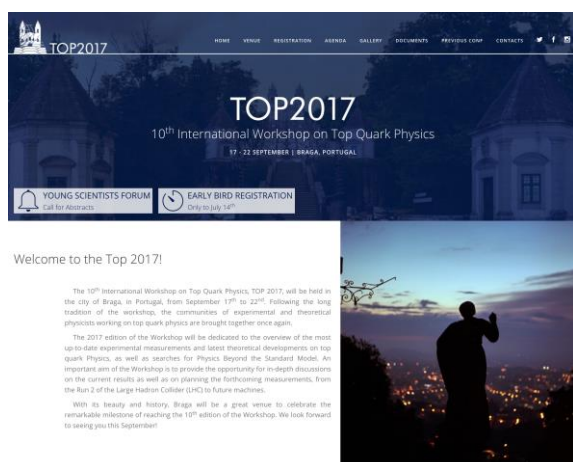 TOP2017
HOME VENUE REGISTRATION AGENDA GALLERY DOCUMENTS PREVIOUS CONF CONTACTS
TOP2017
10th International Workshop on Top Quark Physics
17 - 22 SEPTEMBER | BRAGA, PORTUGAL
YOUNG SCIENTISTS FORUM
Call for Abstracts
EARLY BIRD REGISTRATION
Only to July 14th
Welcome to the Top 2017!
The 10th International Workshop on Top Quark Physics, TOP 2017, will be held in
the city of Braga, in Portugal, from September 17th to 22nd. Following the long
tradition of the workshop, the communities of experimental and theoretical
physicists working on top quark physics are brought together once again.
The 2017 edition of the Workshop will be dedicated to the overview of the most
up-to-date experimental measurements and latest theoretical developments on top
quark Physics, as well as searches for Physics Beyond the Standard Model. An
important aim of the Workshop is to provide the opportunity for in-depth discussions
on the current results as well as on planning the forthcoming measurements, from
the Run 2 of the Large Hadron Collider (LHC) to future machines.
With its beauty and history, Braga will be a great venue to celebrate the
remarkable milestone of reaching the 10th edition of the Workshop. We look forward
to seeing you this September!